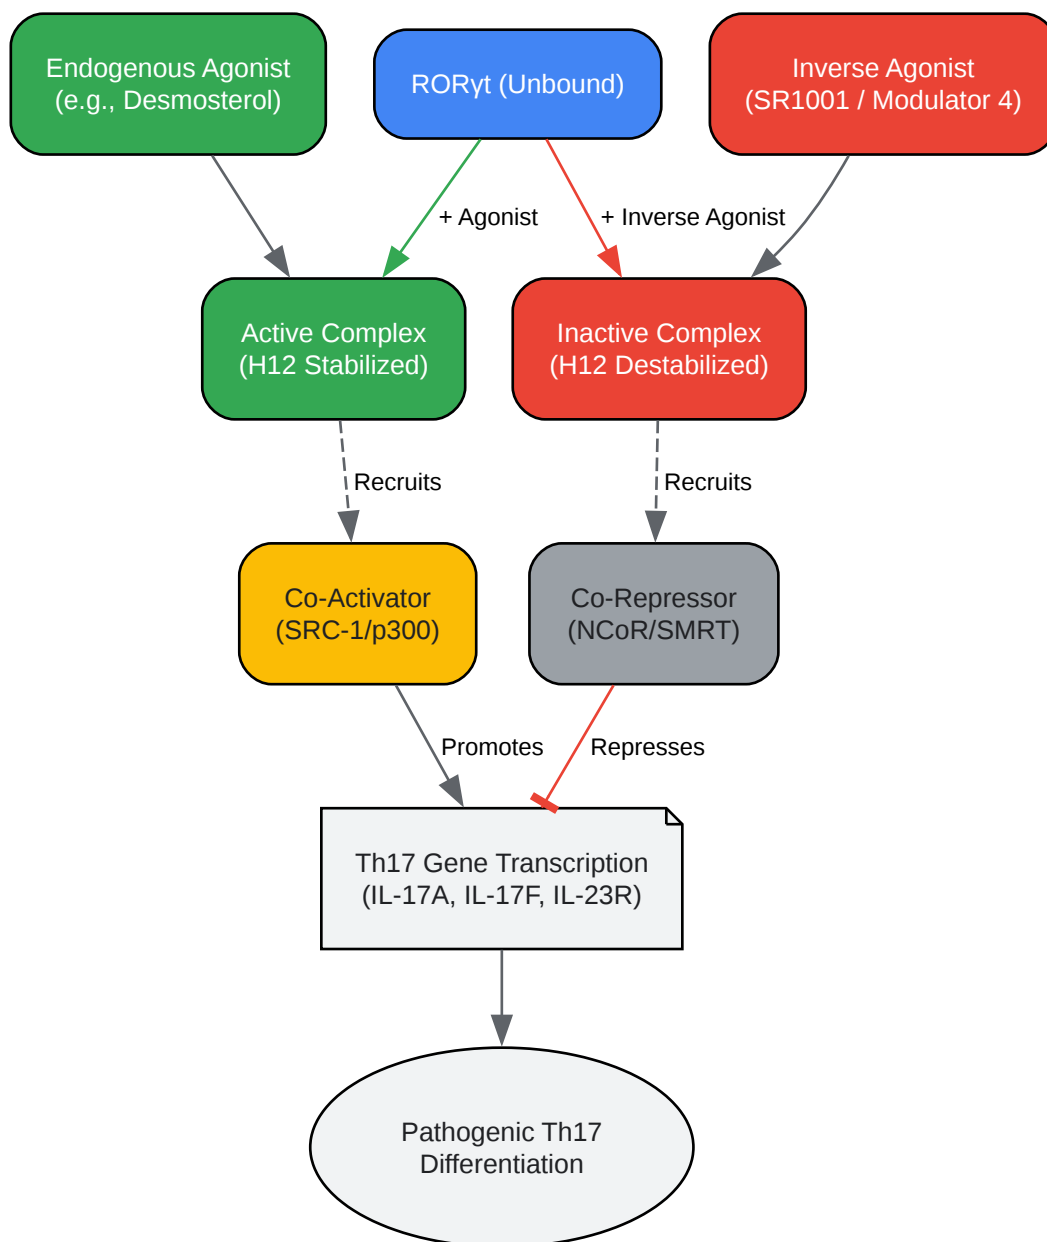 Endogenous Agonist
(e.g., Desmosterol)
RORγt (Unbound)
Inverse Agonist
(SR1001 / Modulator 4)
+ Agonist
+ Inverse Agonist
Active Complex
(H12 Stabilized)
Inactive Complex
(H12 Destabilized)
Recruits
Recruits
Co-Activator
(SRC-1/p300)
Co-Repressor
(NCoR/SMRT)
Promotes
Represses
Th17 Gene Transcription
(IL-17A, IL-17F, IL-23R)
Pathogenic Th17
Differentiation